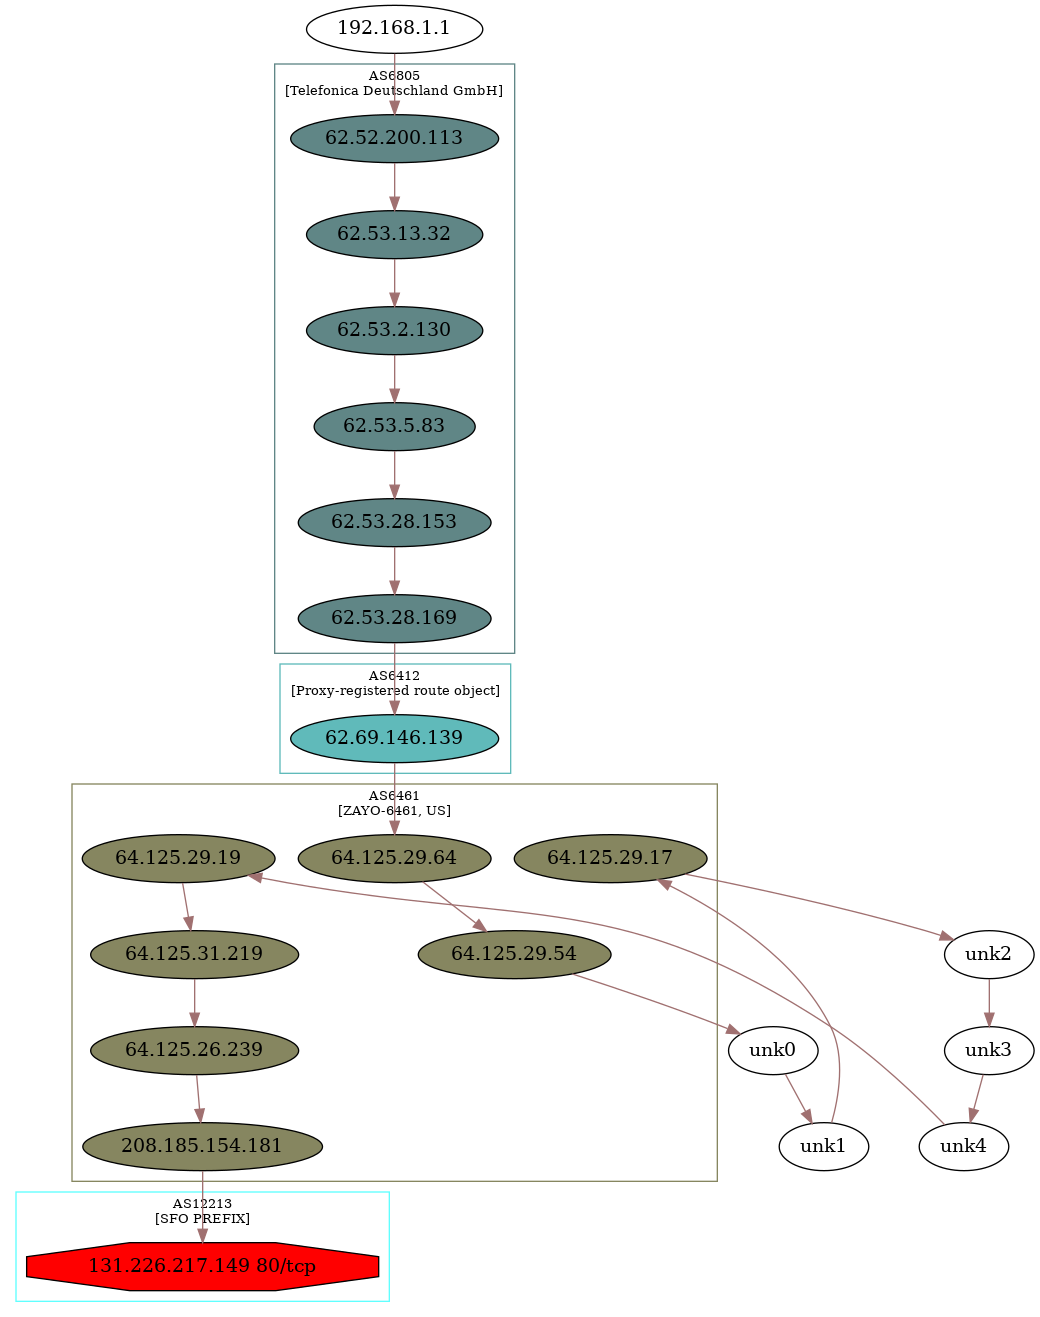 192.168.1.1
AS6805
[Telefonica Deutschland GmbH]
62.52.200.113
62.53.13.32
62.53.2.130
62.53.5.83
62.53.28.153
62.53.28.169
AS6412
[Proxy-registered route object]
62.69.146.139
AS6461
[ZAYO-6461, US]
64.125.29.19
64.125.29.64
64.125.29.17
64.125.31.219
64.125.29.54
unk2
64.125.26.239
unk0
unk3
208.185.154.181
unk1
unk4
AS12213
[SFO PREFIX]
131.226.217.149 80/tcp